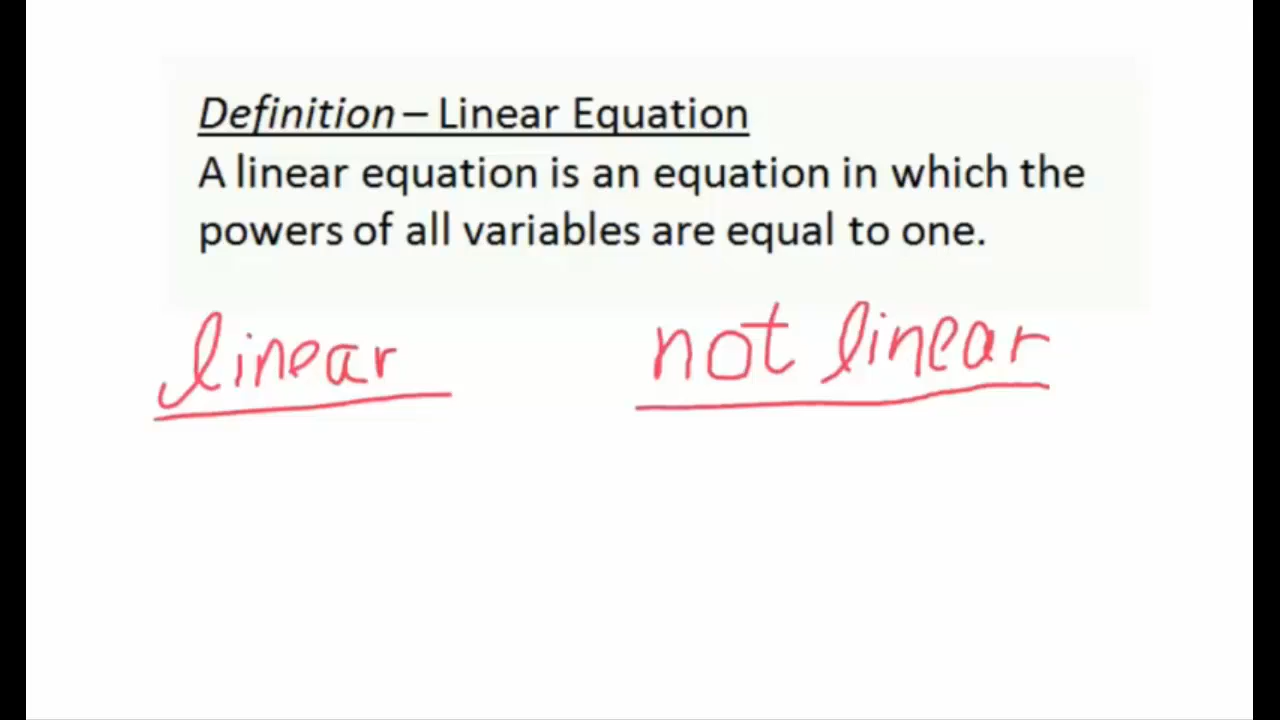 Definition – Linear Equation
A linear equation is an equation in which the
powers of all variables are equal to one.
linear not linear